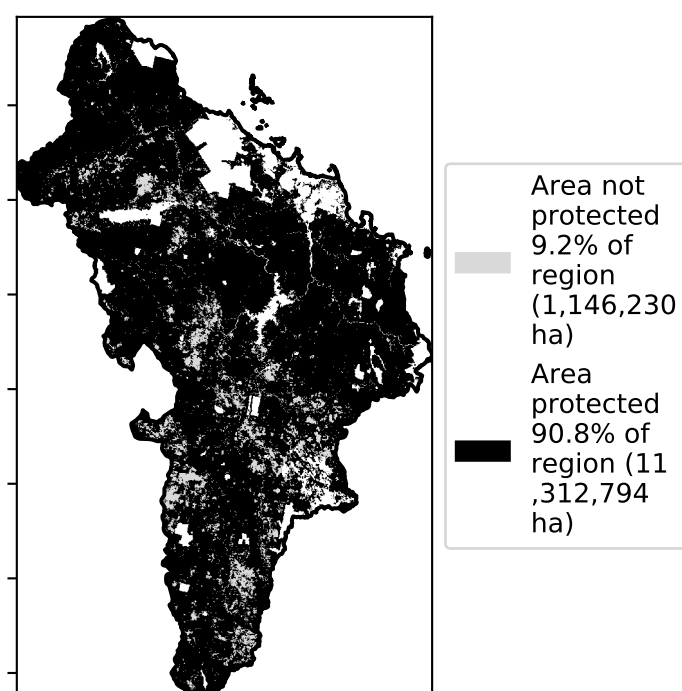 Area not
protected
9.2% of
region
(1,146,230
ha)
Area
protected
90.8% of
region (11
,312,794
ha)